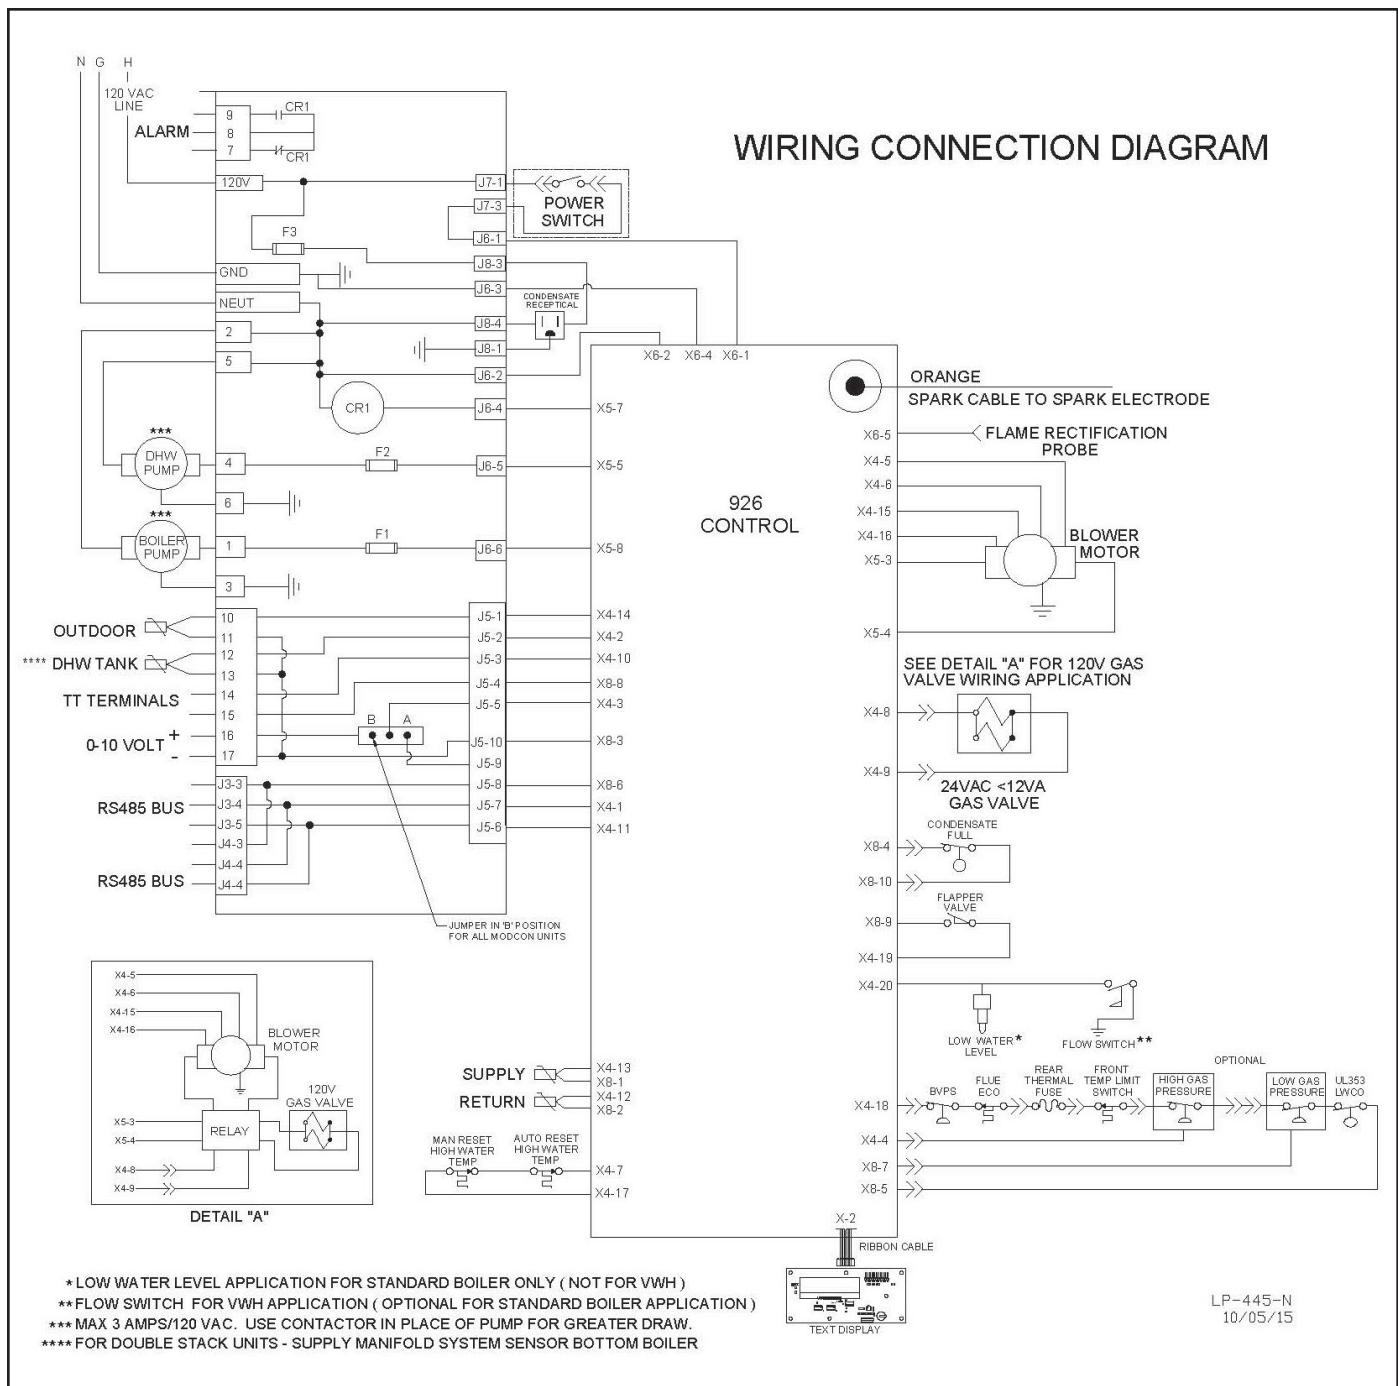 WIRING CONNECTION DIAGRAM
N G H
120 VAC
LINE
ALARM
9
8
7
CR1
CR1
120V
F3
GND
NEUT
2
5
CR1
J7-1
J7-3
J6-1
J8-3
J6-3
J8-4
J8-1
J6-2
J6-4
POWER
SWITCH
CONDENSATE
RECEPTICAL
***
DHW
PUMP
4
F2
J6-5
6
***
BOILER
PUMP
1
F1
J6-6
3
OUTDOOR
**** DHW TANK
TT TERMINALS
0-10 VOLT
+
-
10
11
12
13
14
15
16
17
B A
RS485 BUS
J3-3
J3-4
J3-5
J4-3
J4-4
J4-4
RS485 BUS
J5-1
J5-2
J5-3
J5-4
J5-5
J5-10
J5-9
J5-8
J5-7
J5-6
JUMPER IN 'B' POSITION
FOR ALL MODCON UNITS
X6-2 X6-4 X6-1
X5-7
X5-5
X5-8
X4-14
X4-2
X4-10
X8-8
X4-3
X8-3
X8-6
X4-1
X4-11
926
CONTROL
ORANGE
SPARK CABLE TO SPARK ELECTRODE
X6-5
FLAME RECTIFICATION
PROBE
X4-5
X4-6
X4-15
X4-16
X5-3
BLOWER
MOTOR
X5-4
SEE DETAIL "A" FOR 120V GAS
VALVE WIRING APPLICATION
X4-8
X4-9
24VAC <12VA
GAS VALVE
CONDENSATE
FULL
X8-4
X8-10
FLAPPER
VALVE
X8-9
X4-19
X4-20
LOW WATER *
LEVEL
FLOW SWITCH **
OPTIONAL
BVPS
FLUE
ECO
REAR
THERMAL
FUSE
FRONT
TEMP LIMIT
SWITCH
HIGH GAS
PRESSURE
LOW GAS
PRESSURE
UL353
LWCO
X4-18
X4-4
X8-7
X8-5
SUPPLY
X4-13
X8-1
RETURN
X4-12
X8-2
MAN RESET
HIGH WATER
TEMP
AUTO RESET
HIGH WATER
TEMP
X4-7
X4-17
X-2
RIBBON CABLE
TEXT DISPLAY
X4-5
X4-6
X4-15
X4-16
BLOWER
MOTOR
120V
GAS VALVE
X5-3
X5-4
RELAY
X4-8
X4-9
DETAIL "A"
* LOW WATER LEVEL APPLICATION FOR STANDARD BOILER ONLY ( NOT FOR VWH )
** FLOW SWITCH FOR VWH APPLICATION ( OPTIONAL FOR STANDARD BOILER APPLICATION )
*** MAX 3 AMPS/120 VAC. USE CONTACTOR IN PLACE OF PUMP FOR GREATER DRAW.
**** FOR DOUBLE STACK UNITS - SUPPLY MANIFOLD SYSTEM SENSOR BOTTOM BOILER
LP-445-N
10/05/15